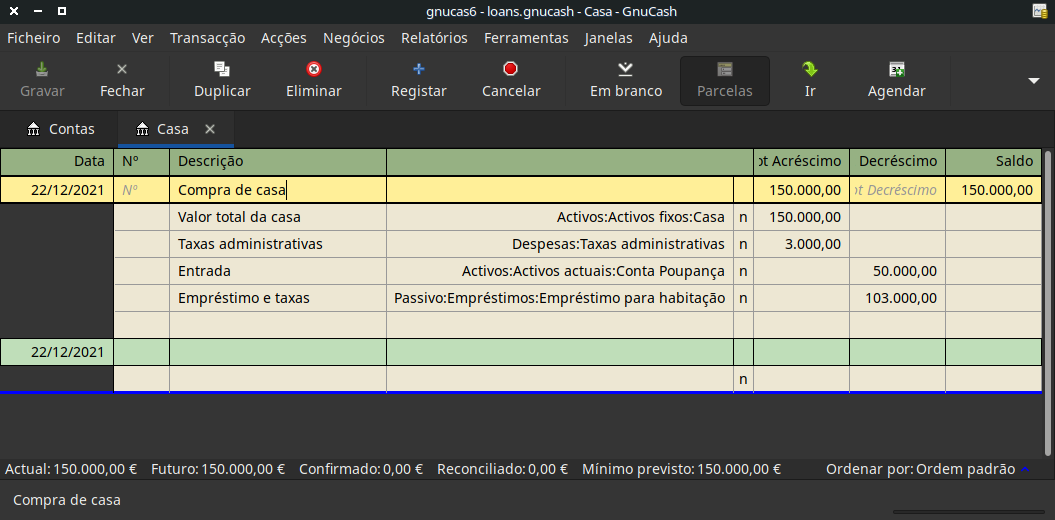 gnucas6 - loans.gnucash - Casa - GnuCash
Ficheiro Editar Ver Transacção Acções Negócios Relatórios Ferramentas Janelas Ajuda
Gravar Fechar Duplicar Eliminar Registar Cancelar Em branco Parcelas Ir Agendar
Contas Casa
Data Nº Descrição ot Acréscimo Decréscimo Saldo
22/12/2021 Nº Compra de casa 150.000,00 ot Decréscimo 150.000,00
Valor total da casa Activos:Activos fixos:Casa n 150.000,00
Taxas administrativas Despesas:Taxas administrativas n 3.000,00
Entrada Activos:Activos actuais:Conta Poupança n 50.000,00
Empréstimo e taxas Passivo:Empréstimos:Empréstimo para habitação n 103.000,00
22/12/2021
n
Actual: 150.000,00 € Futuro: 150.000,00 € Confirmado: 0,00 € Reconciliado: 0,00 € Mínimo previsto: 150.000,00 € Ordenar por: Ordem padrão
Compra de casa